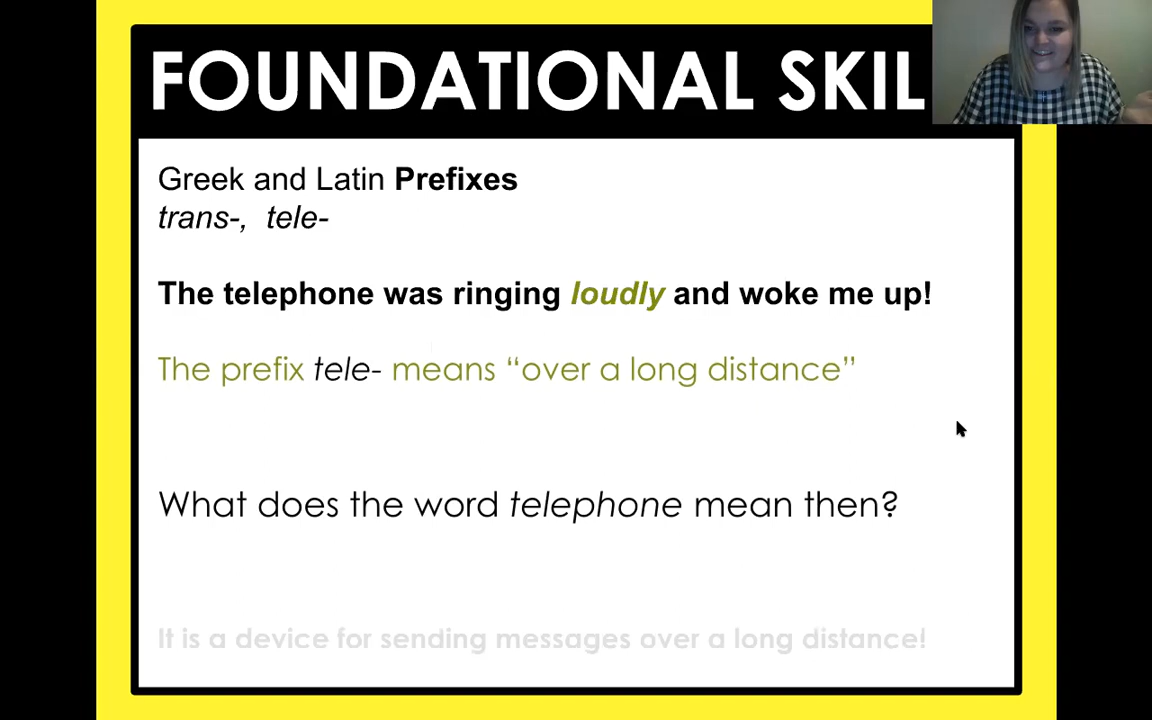 FOUNDATIONAL SKIL
Greek and Latin Prefixes
trans-, tele-
The telephone was ringing loudly and woke me up!
The prefix tele- means “over a long distance”
What does the word telephone mean then?
It is a device for sending messages over a long distance!